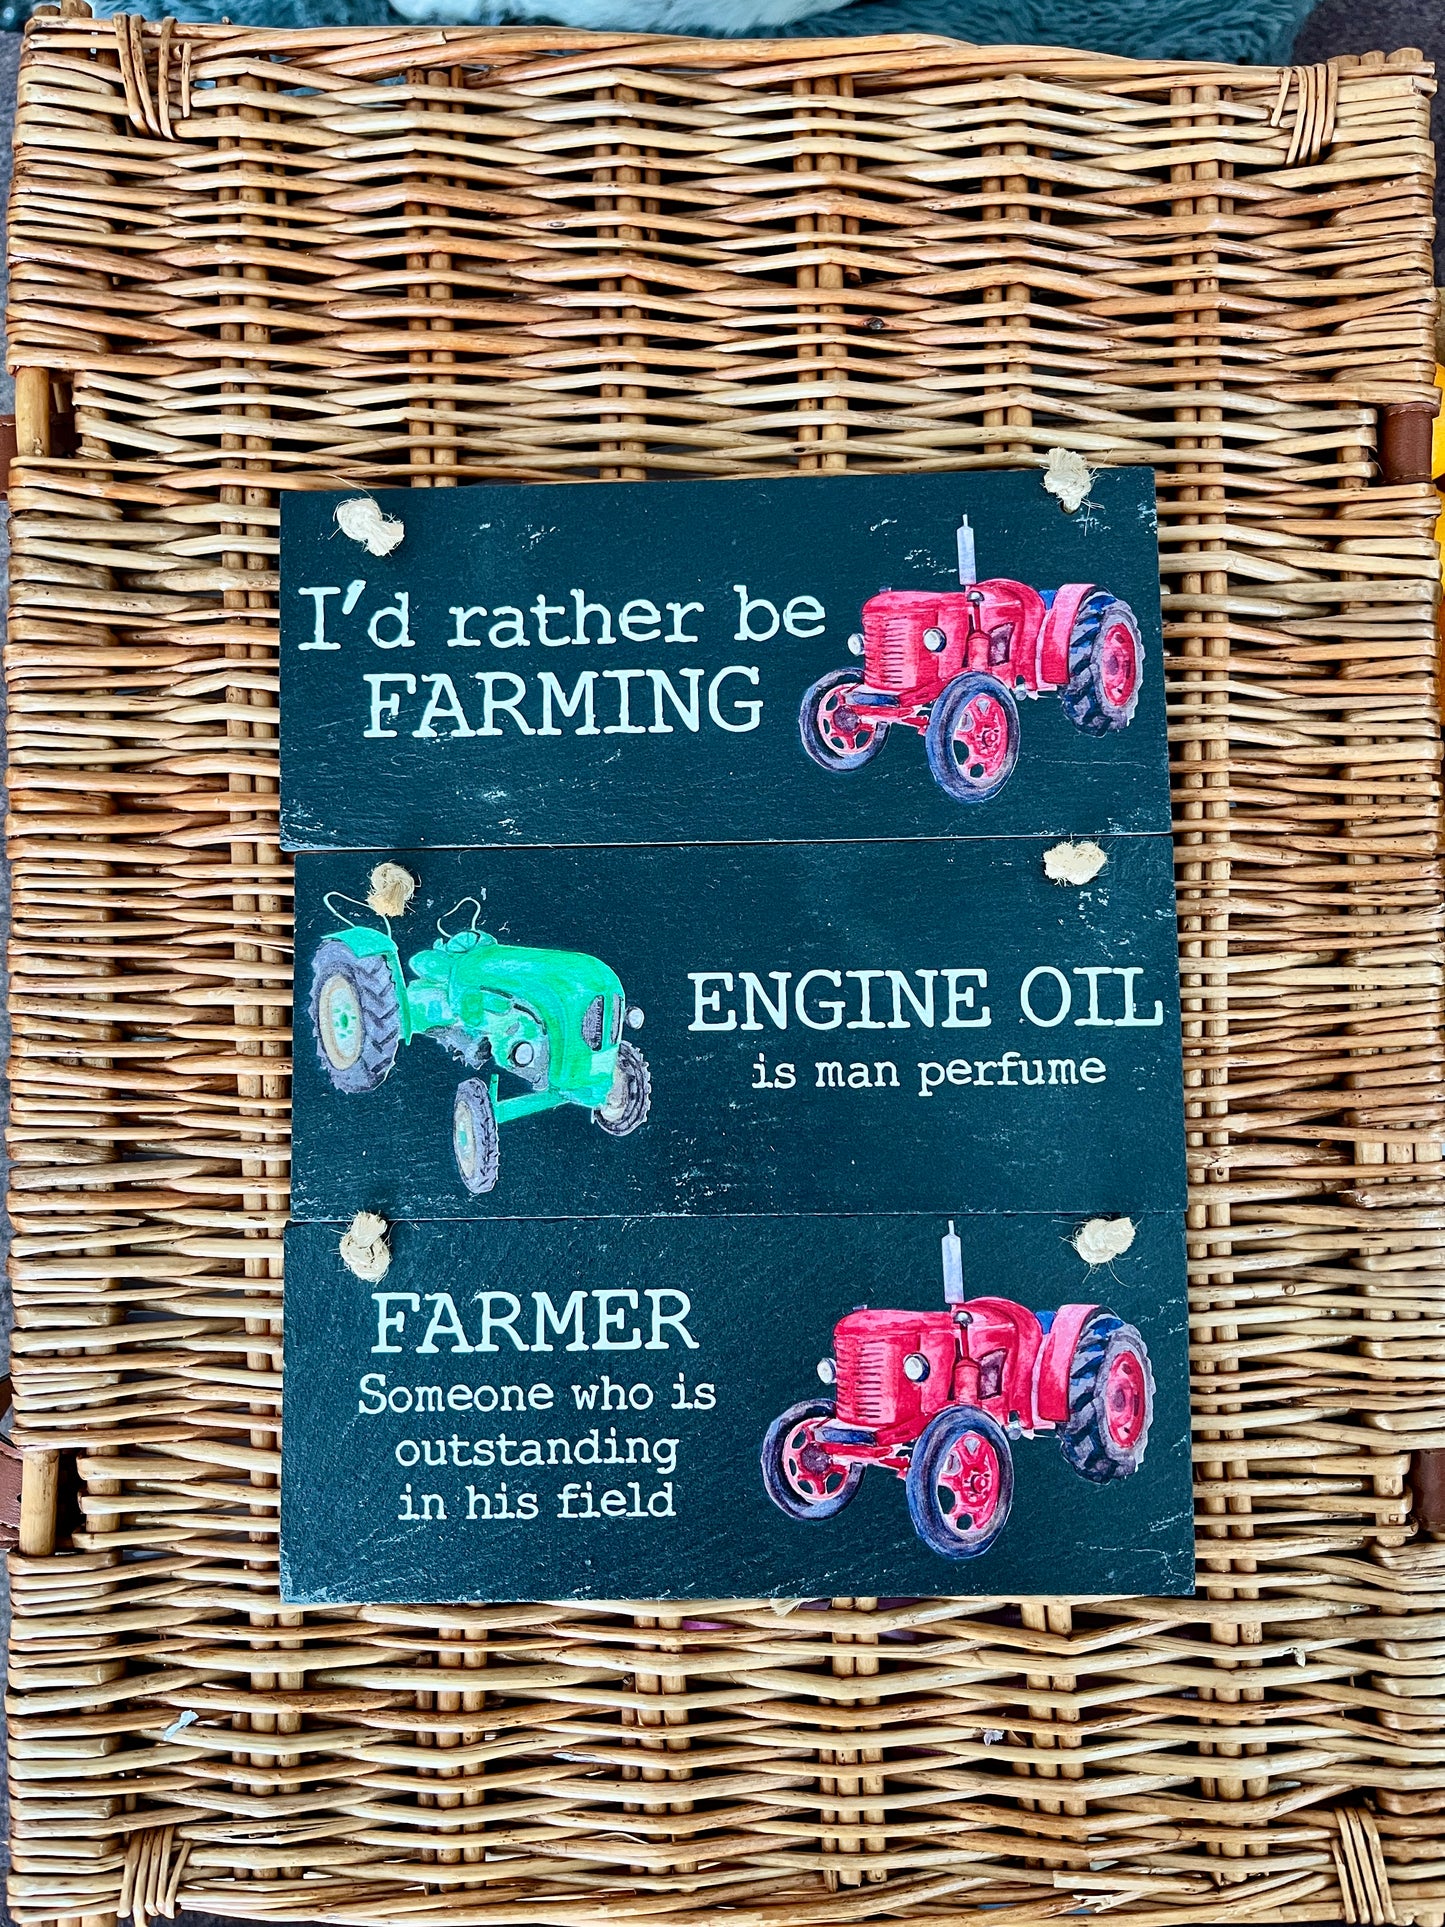 I'd rather be
FARMING
ENGINE OIL
is man perfume
FARMER
Someone who is
outstanding
in his field